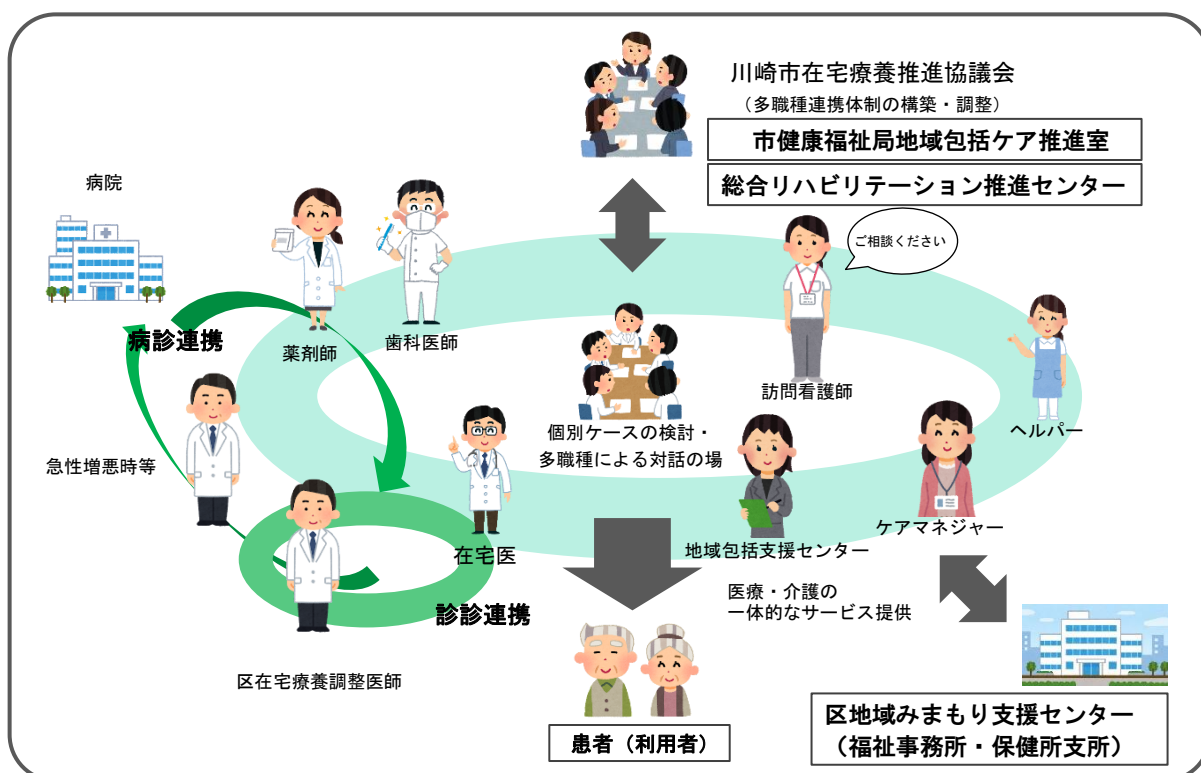 川崎市在宅療養推進協議会
（多職種連携体制の構築・調整）
市健康福祉局地域包括ケア推進室
総合リハビリテーション推進センター
病院
ご相談ください
病診連携
薬剤師
歯科医師
訪問看護師
ヘルパー
個別ケースの検討・
多職種による対話の場
急性増悪時等
在宅医
地域包括支援センター
ケアマネジャー
診診連携
医療・介護の
一体的なサービス提供
区在宅療養調整医師
患者（利用者）
区地域みまもり支援センター
（福祉事務所・保健所支所）